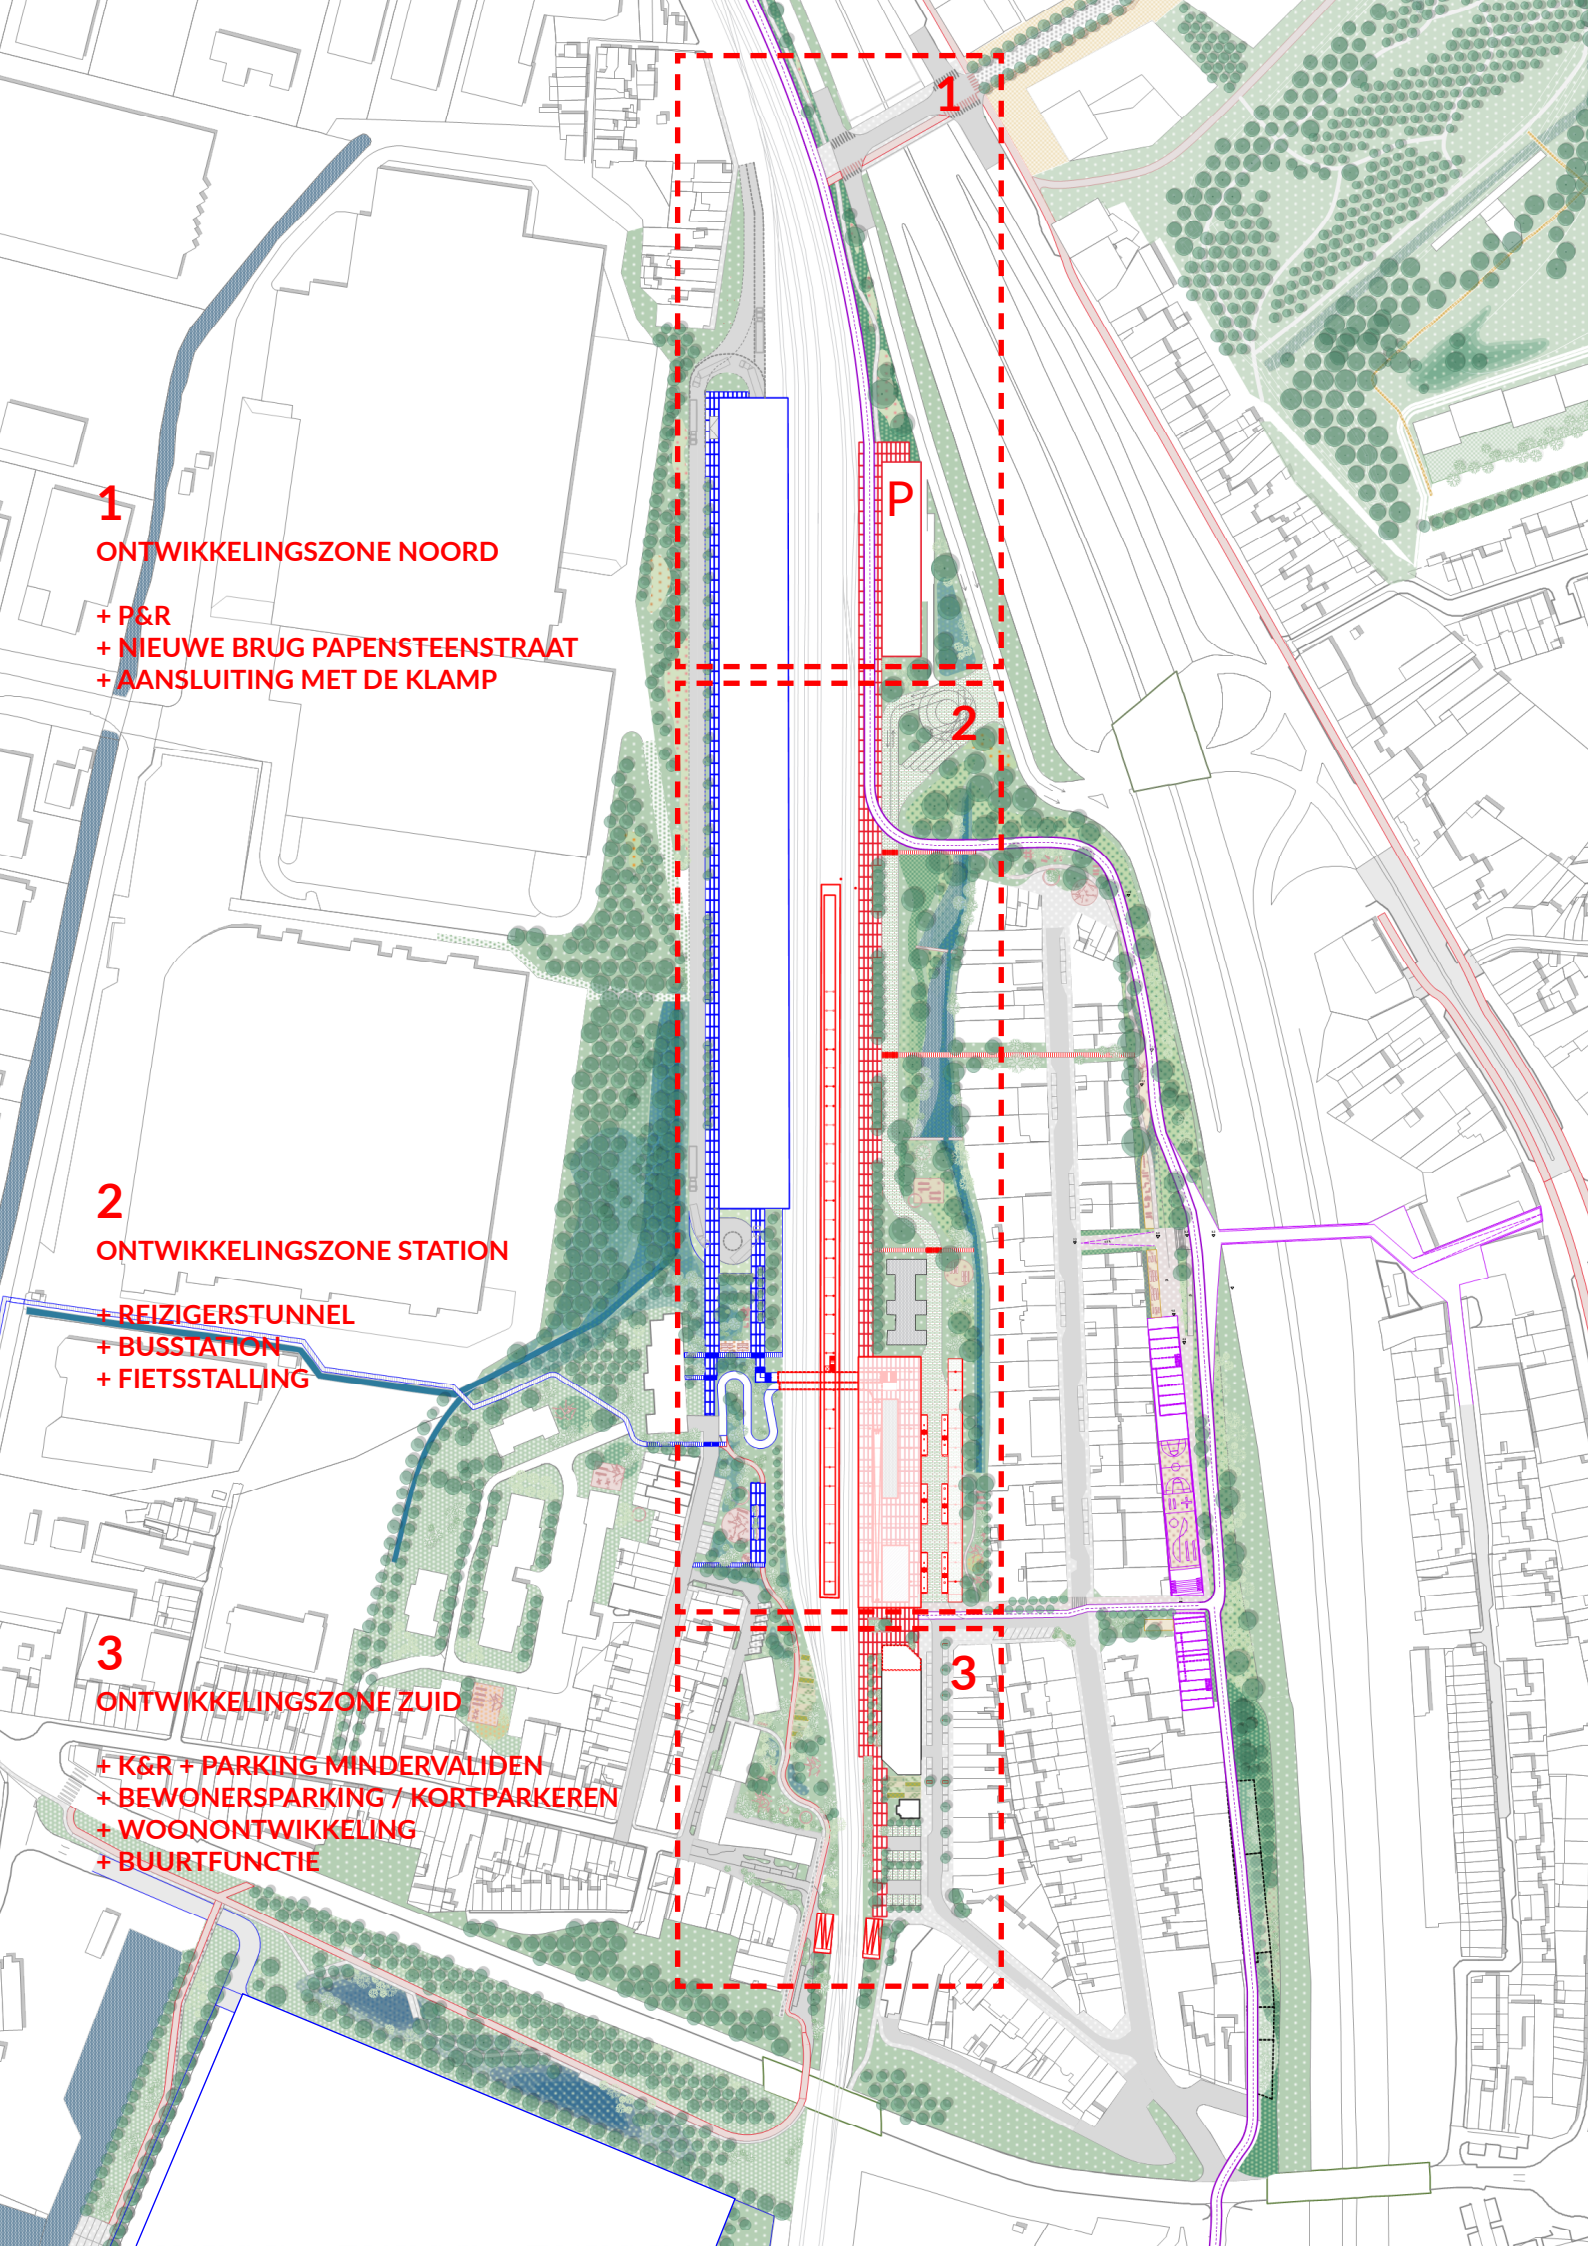 1
P
1
ONTWIKKELINGSZONE NOORD
+ P&R
+ NIEUWE BRUG PAPENSTEENSTRAAT
+ AANSLUITING MET DE KLAMP
2
2
ONTWIKKELINGSZONE STATION
+ REIZIGERSTUNNEL
+ BUSSTATION
+ FIETSSTALLING
3
ONTWIKKELINGSZONE ZUID
3
+ K&R + PARKING MINDERVALIDEN
+ BEWONERSPARKING / KORTPARKEREN
+ WOONONTWIKKELING
+ BUURTFUNCTIE